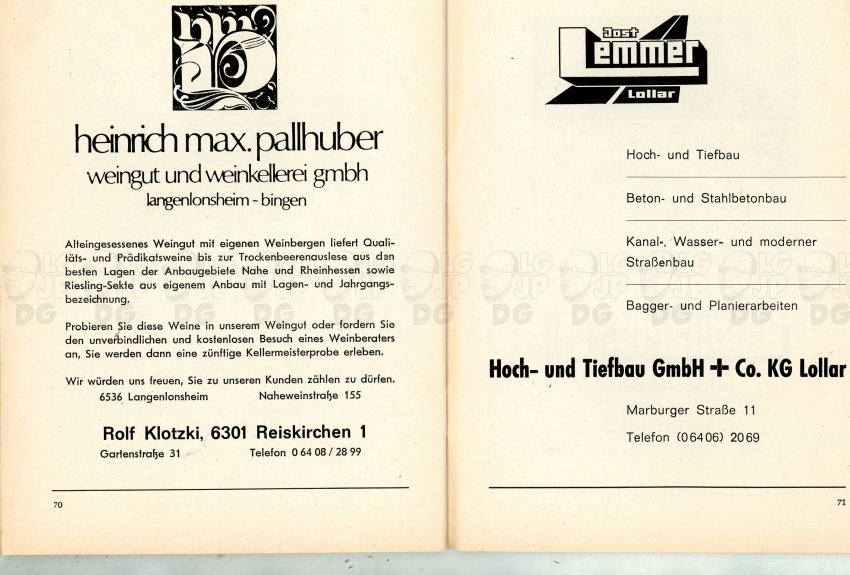 heinrich max. pallhuber
weingut und weinkellerei gmbh
langenlonsheim - bingen
Alteingesessenes Weingut mit eigenen Weinbergen liefert Quali-
täts- und Prädikatsweine bis zur Trockenbeerenauslese aus den
besten Lagen der Anbaugebiete Nahe und Rheinhessen sowie
Riesling-Sekte aus eigenem Anbau mit Lagen- und Jahrgangs-
bezeichnung.
Probieren Sie diese Weine in unserem Weingut oder fordern Sie
den unverbindlichen und kostenlosen Besuch eines Weinberaters
an, Sie werden dann eine zünftige Kellermeisterprobe erleben.
Wir würden uns freuen, Sie zu unseren Kunden zählen zu dürfen.
6536 Langenlonsheim Naheweinstraße 155
Rolf Klotzki, 6301 Reiskirchen 1
Gartenstraße 31 Telefon 0 64 08 / 28 99
70
Jost
Lemmer
Lollar
Hoch- und Tiefbau
Beton- und Stahlbetonbau
Kanal-, Wasser- und moderner
Straßenbau
Bagger- und Planierarbeiten
Hoch- und Tiefbau GmbH + Co. KG Lollar
Marburger Straße 11
Telefon (0 64 06) 20 69
71